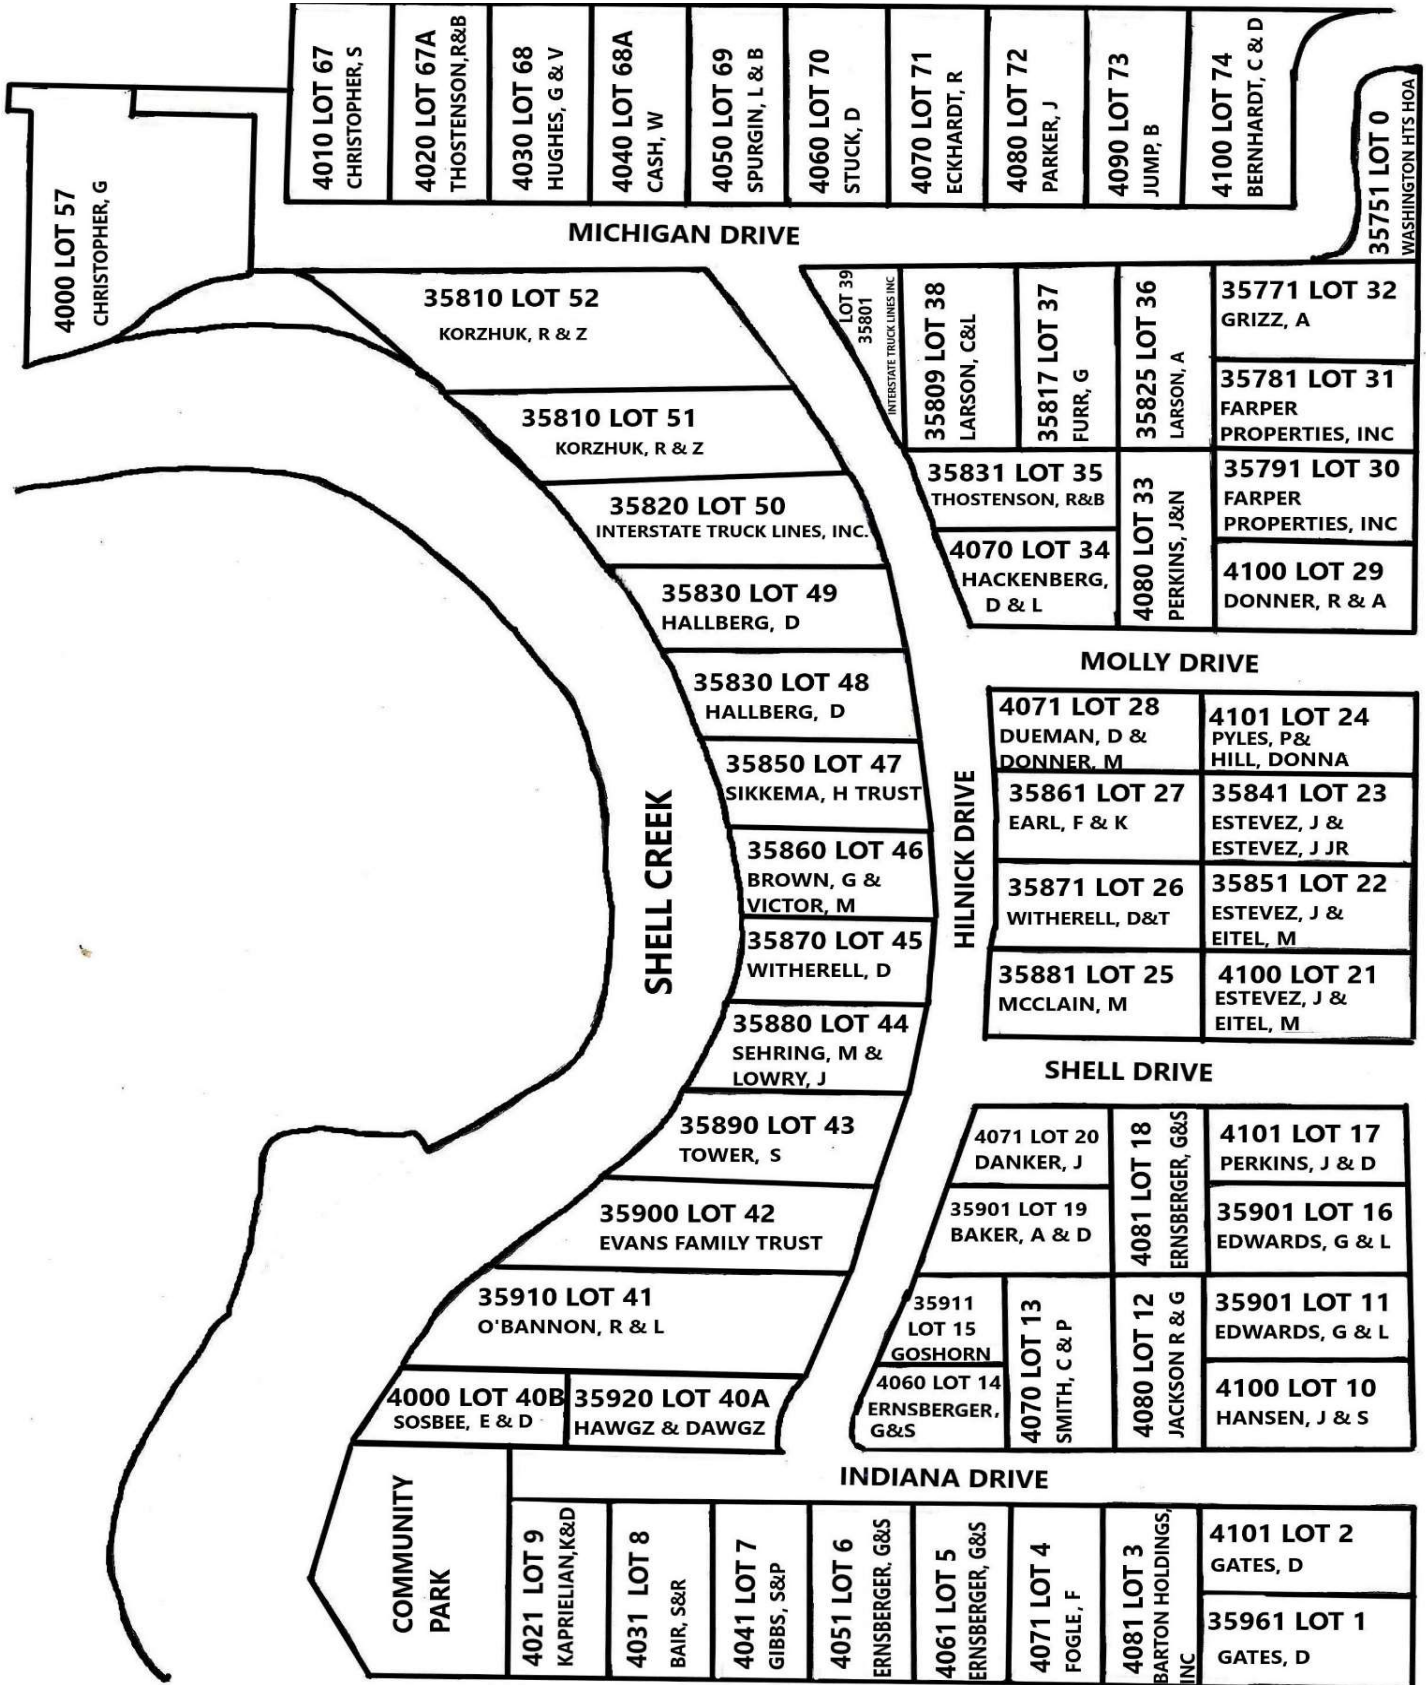 4000 LOT 57
CHRISTOPHER, G
4010 LOT 67
CHRISTOPHER, S
4020 LOT 67A
THOSTENSON,R&B
4030 LOT 68
HUGHES, G & V
4040 LOT 68A
CASH, W
4050 LOT 69
SPURGIN, L & B
4060 LOT 70
STUCK, D
4070 LOT 71
ECKHARDT, R
4080 LOT 72
PARKER, J
4090 LOT 73
JUMP, B
4100 LOT 74
BERNHARDT, C & D
35751 LOT 0
WASHINGTON HTS HOA
MICHIGAN DRIVE
35810 LOT 52
KORZHUK, R & Z
35810 LOT 51
KORZHUK, R & Z
35820 LOT 50
INTERSTATE TRUCK LINES, INC.
35830 LOT 49
HALLBERG, D
35830 LOT 48
HALLBERG, D
35850 LOT 47
SIKKEMA, H TRUST
35860 LOT 46
BROWN, G &
VICTOR, M
35870 LOT 45
WITHERELL, D
35880 LOT 44
SEHRING, M &
LOWRY, J
35890 LOT 43
TOWER, S
35900 LOT 42
EVANS FAMILY TRUST
35910 LOT 41
O'BANNON, R & L
4000 LOT 40B
SOSBEE, E & D
35920 LOT 40A
HAWGZ & DAWGZ
SHELL CREEK
HILNICK DRIVE
LOT 39
35801
INTERSTATE TRUCK LINES INC
35809 LOT 38
LARSON, C&L
35817 LOT 37
FURR, G
35825 LOT 36
LARSON, A
35771 LOT 32
GRIZZ, A
35781 LOT 31
FARPER
PROPERTIES, INC
35831 LOT 35
THOSTENSON, R&B
4070 LOT 34
HACKENBERG,
D & L
4080 LOT 33
PERKINS, J&N
35791 LOT 30
FARPER
PROPERTIES, INC
4100 LOT 29
DONNER, R & A
MOLLY DRIVE
4071 LOT 28
DUEMAN, D &
DONNER, M
4101 LOT 24
PYLES, P&
HILL, DONNA
35861 LOT 27
EARL, F & K
35841 LOT 23
ESTEVEZ, J &
ESTEVEZ, J JR
35871 LOT 26
WITHERELL, D&T
35851 LOT 22
ESTEVEZ, J &
EITEL, M
35881 LOT 25
MCCLAIN, M
4100 LOT 21
ESTEVEZ, J &
EITEL, M
SHELL DRIVE
4071 LOT 20
DANKER, J
35901 LOT 19
BAKER, A & D
4081 LOT 18
ERNSBERGER, G&S
4101 LOT 17
PERKINS, J & D
35901 LOT 16
EDWARDS, G & L
35911
LOT 15
GOSHORN
4060 LOT 14
ERNSBERGER,
G&S
4070 LOT 13
SMITH, C & P
4080 LOT 12
JACKSON R & G
35901 LOT 11
EDWARDS, G & L
4100 LOT 10
HANSEN, J & S
INDIANA DRIVE
COMMUNITY
PARK
4021 LOT 9
KAPRIELIAN,K&D
4031 LOT 8
BAIR, S&R
4041 LOT 7
GIBBS, S&P
4051 LOT 6
ERNSBERGER, G&S
4061 LOT 5
ERNSBERGER, G&S
4071 LOT 4
FOGLE, F
4081 LOT 3
BARTON HOLDINGS,
INC
4101 LOT 2
GATES, D
35961 LOT 1
GATES, D